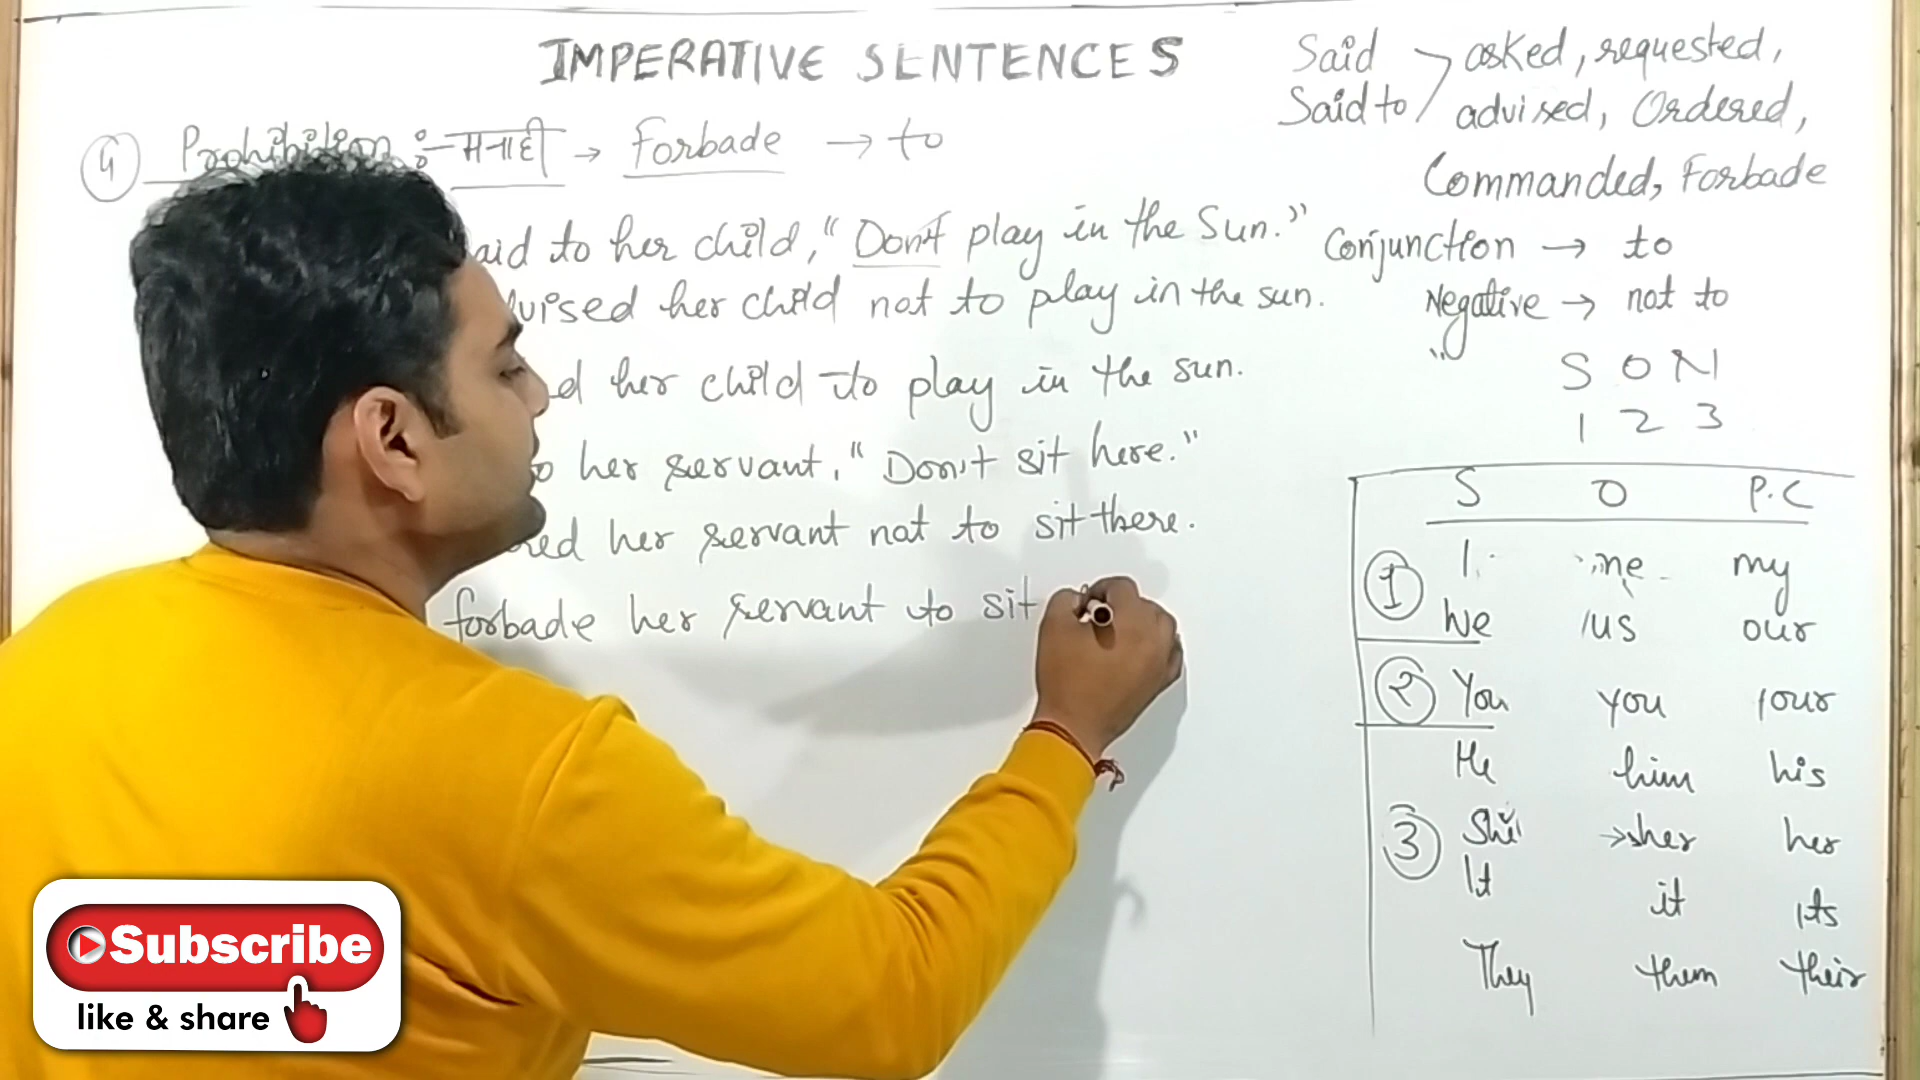 IMPERATIVE SENTENCES
4 Prohibition :- मनाही → Forbade → to
said to her child, "Don't play in the Sun."
her child not to play in the sun.
her child to play in the sun.
her servant, "Don't sit here."
her servant not to sit there.
forbade her servant to sit
Said
Said to
asked, requested,
advised, Ordered,
Commanded, Forbade
Conjunction → to
Negative → not to
"
S O N
1 2 3
S O P.C
1 I me my
We us our
2 You you your
He him his
3 She her her
It it its
They them their
Subscribe
like & share